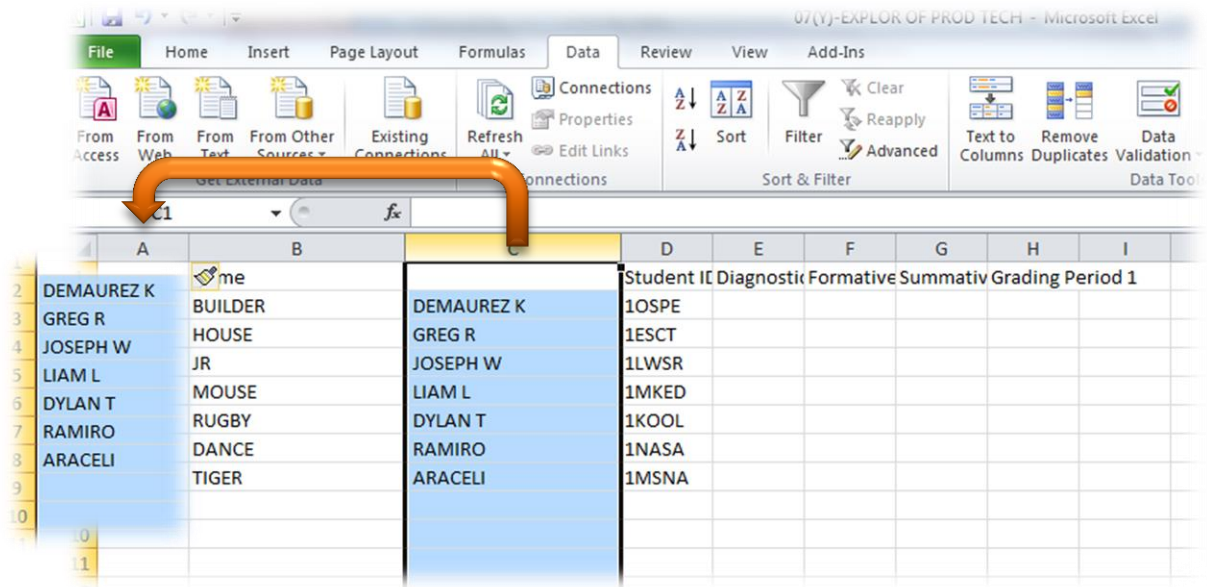 07(Y)-EXPLOR OF PROD TECH - Microsoft Excel
File Home Insert Page Layout Formulas Data Review View Add-Ins
From Access
From Web
From Text
From Other Sources
Existing Connections
Refresh All
Connections
Properties
Edit Links
A Z
Z A
Sort
Filter
Clear
Reapply
Advanced
Text to Columns
Remove Duplicates
Data Validation
Get External Data
Connections
Sort & Filter
Data Tool
C1 fx
A B C D E F G H I
1 me Student ID Diagnostic Formative Summativ Grading Period 1
2 DEMAUREZ K BUILDER DEMAUREZ K 1OSPE
3 GREG R HOUSE GREG R 1ESCT
4 JOSEPH W JR JOSEPH W 1LWSR
5 LIAM L MOUSE LIAM L 1MKED
6 DYLAN T RUGBY DYLAN T 1KOOL
7 RAMIRO DANCE RAMIRO 1NASA
8 ARACELI TIGER ARACELI 1MSNA
9
10
10
11